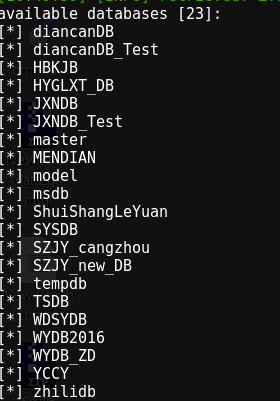 available databases [23]:
[*] diancanDB
[*] diancanDB_Test
[*] HBKJB
[*] HYGLXT_DB
[*] JXNDB
[*] JXNDB_Test
[*] master
[*] MENDIAN
[*] model
[*] msdb
[*] ShuiShangLeYuan
[*] SYSDB
[*] SZJY_cangzhou
[*] SZJY_new_DB
[*] tempdb
[*] TSDB
[*] WDSYDB
[*] WYDB2016
[*] WYDB_ZD
[*] YCCY
[*] zhilidb